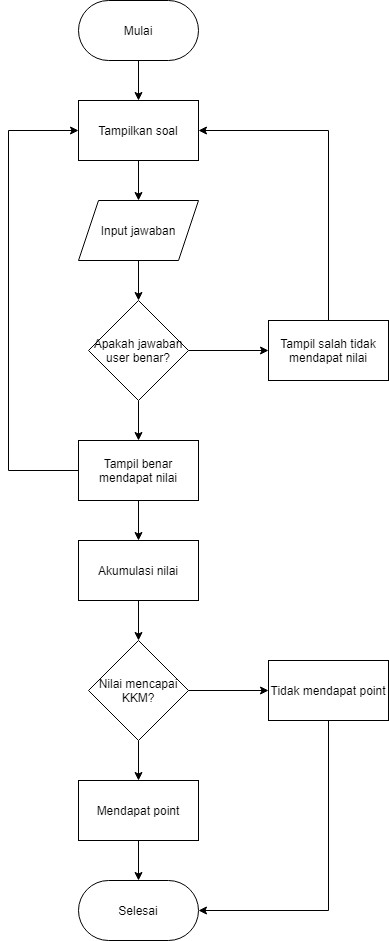 Mulai
Tampilkan soal
Input jawaban
Apakah jawaban
user benar?
Tampil salah tidak
mendapat nilai
Tampil benar
mendapat nilai
Akumulasi nilai
Nilai mencapai
KKM?
Tidak mendapat point
Mendapat point
Selesai